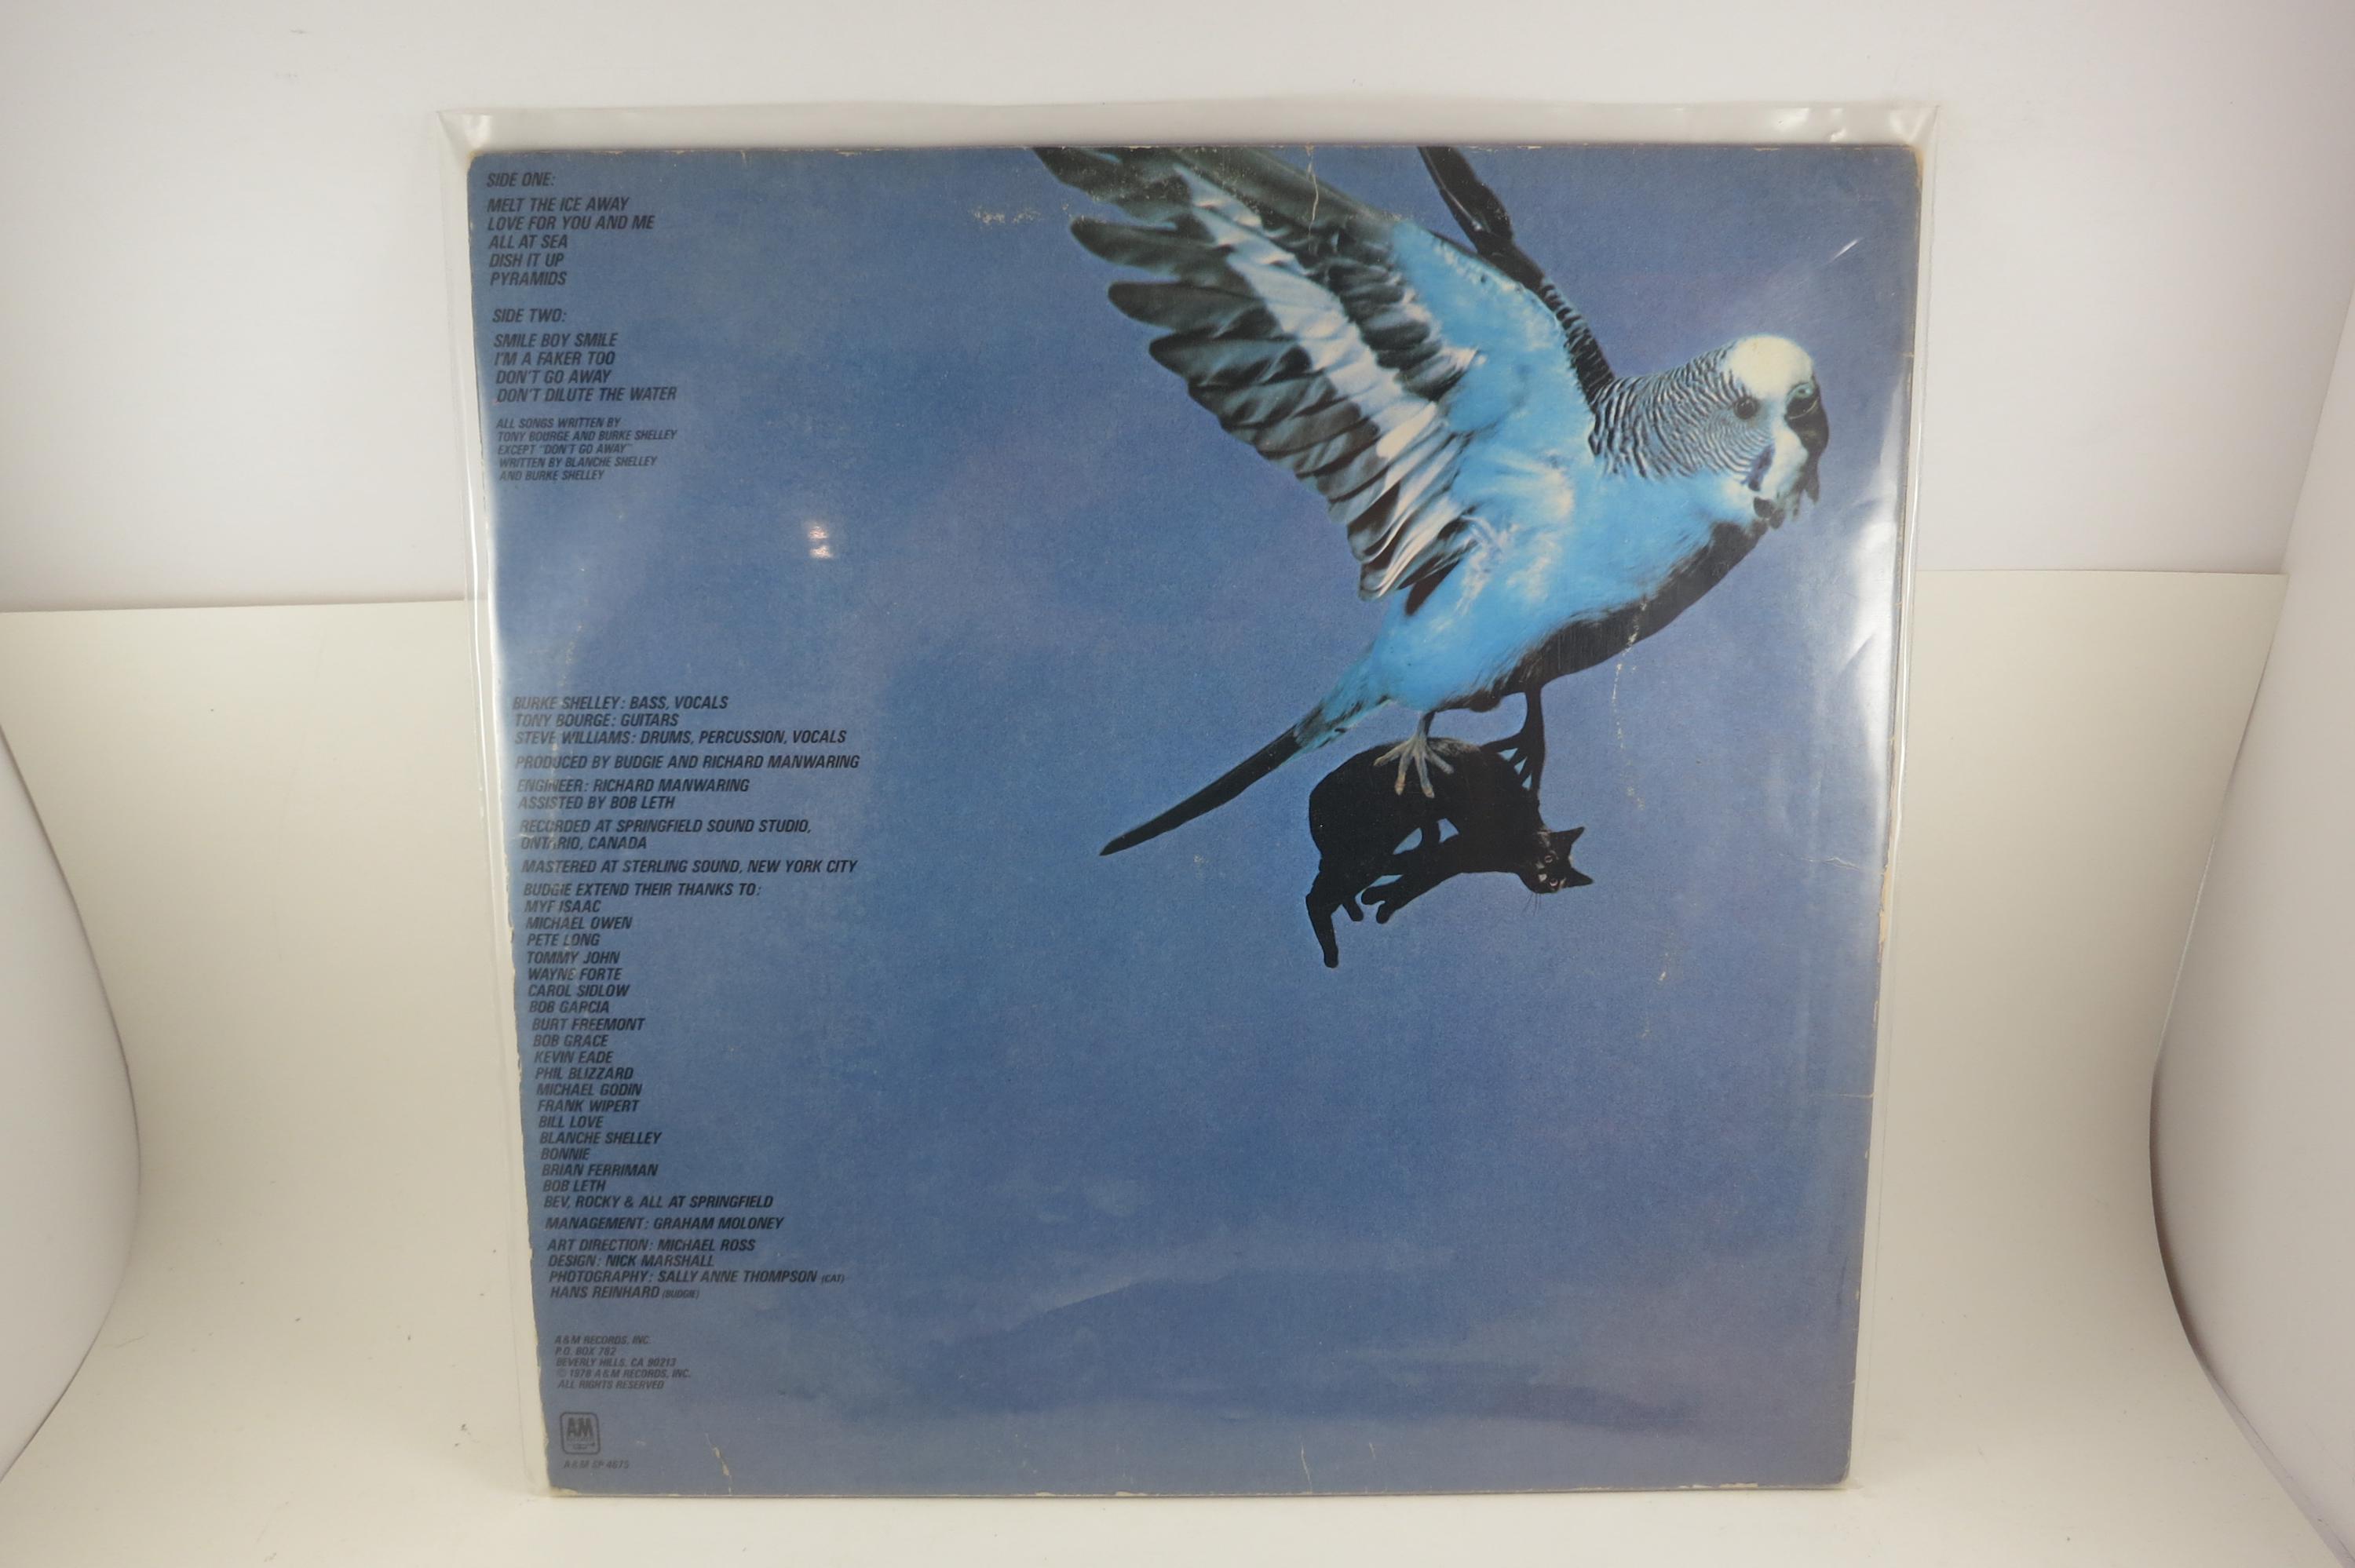 SIDE ONE:
MELT THE ICE AWAY
LOVE FOR YOU AND ME
ALL AT SEA
DISH IT UP
PYRAMIDS
SIDE TWO:
SMILE BOY SMILE
I'M A FAKER TOO
DON'T GO AWAY
DON'T DILUTE THE WATER
ALL SONGS WRITTEN BY
TONY BOURGE AND BURKE SHELLEY
EXCEPT "DON'T GO AWAY"
WRITTEN BY BLANCHE SHELLEY
AND BURKE SHELLEY
BURKE SHELLEY: BASS, VOCALS
TONY BOURGE: GUITARS
STEVE WILLIAMS: DRUMS, PERCUSSION, VOCALS
PRODUCED BY BUDGIE AND RICHARD MANWARING
ENGINEER: RICHARD MANWARING
ASSISTED BY BOB LETH
RECORDED AT SPRINGFIELD SOUND STUDIO,
ONTARIO, CANADA
MASTERED AT STERLING SOUND, NEW YORK CITY
BUDGIE EXTEND THEIR THANKS TO:
MYF ISAAC
MICHAEL OWEN
PETE LONG
TOMMY JOHN
WAYNE FORTE
CAROL SIDLOW
BOB GARCIA
BURT FREEMONT
BOB GRACE
KEVIN EADE
PHIL BLIZZARD
MICHAEL GODIN
FRANK WIPERT
BILL LOVE
BLANCHE SHELLEY
BONNIE
BRIAN FERRIMAN
BOB LETH
BEV, ROCKY & ALL AT SPRINGFIELD
MANAGEMENT: GRAHAM MOLONEY
ART DIRECTION: MICHAEL ROSS
DESIGN: NICK MARSHALL
PHOTOGRAPHY: SALLY ANNE THOMPSON (CAT)
HANS REINHARD (BUDGIE)
A&M RECORDS, INC.
P.O. BOX 782
BEVERLY HILLS, CA 90213
© 1978 A&M RECORDS, INC.
ALL RIGHTS RESERVED
A&M
A&M SP 4675